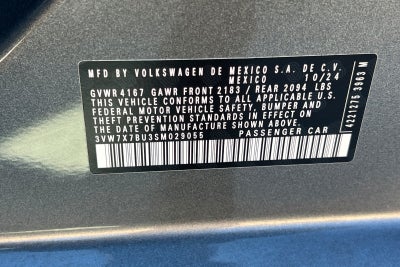 MFD BY VOLKSWAGEN DE MEXICO S.A. DE C.V.
MEXICO 10/24
GVWR 4167 GAWR FRONT 2183 / REAR 2094 LBS
THIS VEHICLE CONFORMS TO ALL APPLICABLE
FEDERAL MOTOR VEHICLE SAFETY, BUMPER AND
THEFT PREVENTION STANDARDS IN EFFECT
ON THE DATE OF MANUFACTURE SHOWN ABOVE
3VW7X7BU3SM029055 PASSENGER CAR
4221276 3963 M